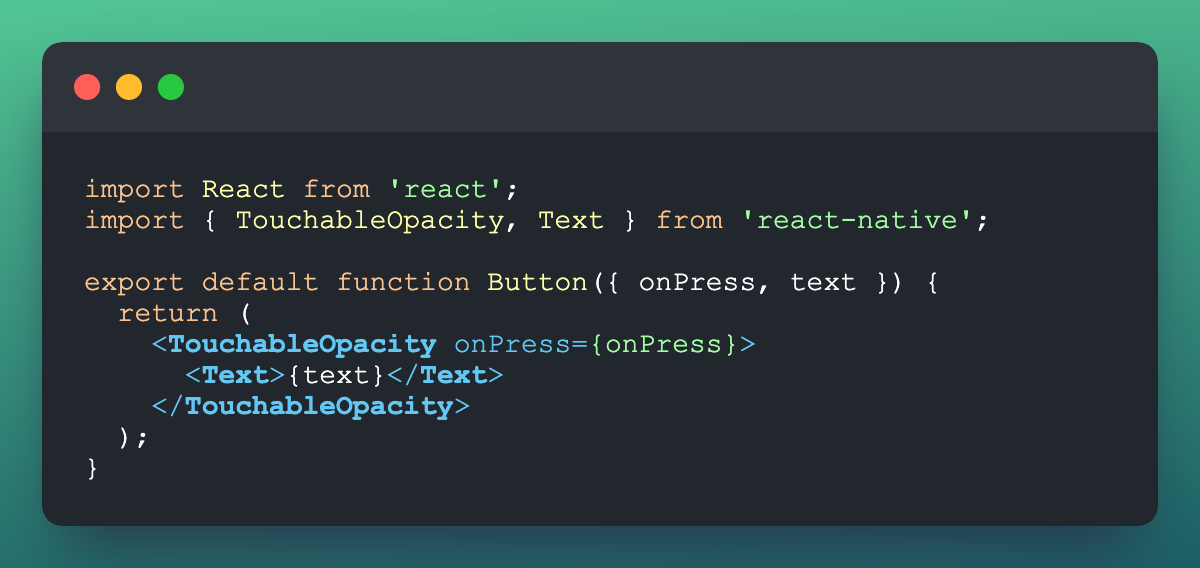 import React from 'react';
import { TouchableOpacity, Text } from 'react-native';

export default function Button({ onPress, text }) {
  return (
    <TouchableOpacity onPress={onPress}>
      <Text>{text}</Text>
    </TouchableOpacity>
  );
}